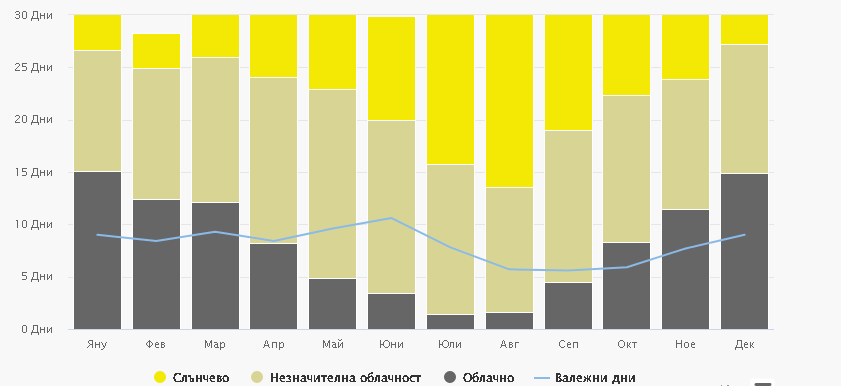 30 Дни
25 Дни
20 Дни
15 Дни
10 Дни
5 Дни
0 Дни
Яну Фев Мар Апр Май Юни Юли Авг Сеп Окт Ное Дек
Слънчево Незначителна облачност Облачно Валежни дни